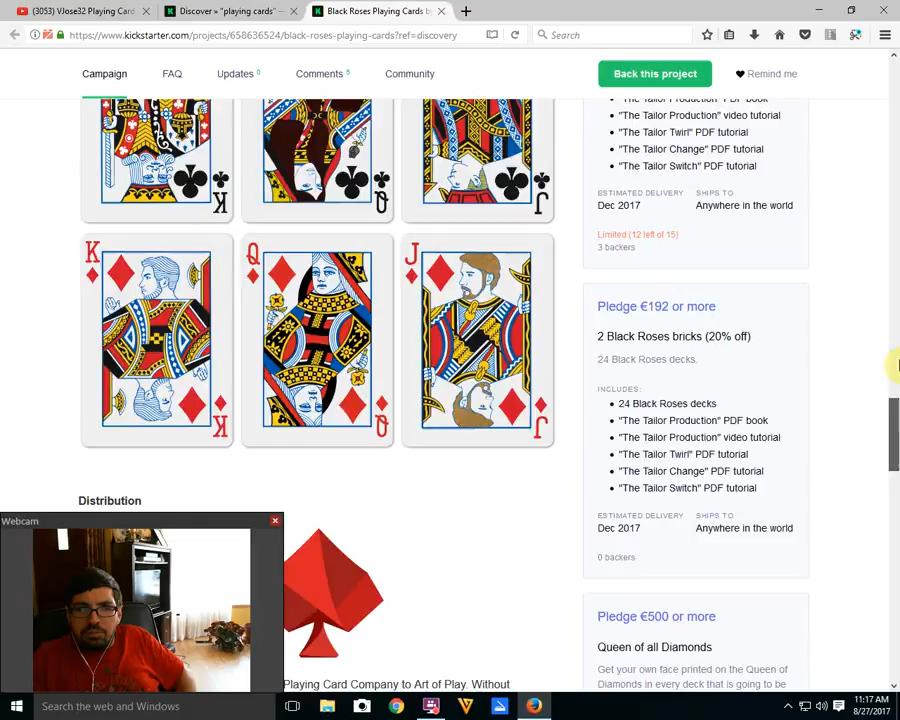 (3053) VJose32 Playing Card
Discover » "playing cards" —
Black Roses Playing Cards b
https://www.kickstarter.com/projects/658636524/black-roses-playing-cards?ref=discovery
Search
Campaign
FAQ
Updates 0
Comments 5
Community
Back this project
Remind me
"The Tailor Production" PDF book
"The Tailor Production" video tutorial
"The Tailor Twirl" PDF tutorial
"The Tailor Change" PDF tutorial
"The Tailor Switch" PDF tutorial
ESTIMATED DELIVERY
SHIPS TO
Dec 2017
Anywhere in the world
Limited (12 left of 15)
3 backers
K
Q
J
K
Q
J
K
Q
J
Pledge €192 or more
2 Black Roses bricks (20% off)
24 Black Roses decks.
INCLUDES:
24 Black Roses decks
"The Tailor Production" PDF book
"The Tailor Production" video tutorial
"The Tailor Twirl" PDF tutorial
"The Tailor Change" PDF tutorial
"The Tailor Switch" PDF tutorial
ESTIMATED DELIVERY
SHIPS TO
Dec 2017
Anywhere in the world
0 backers
Distribution
Webcam
Playing Card Company to Art of Play. Without
Pledge €500 or more
Queen of all Diamonds
Get your own face printed on the Queen of
Diamonds in every deck that is going to be
Search the web and Windows
11:17 AM
8/27/2017